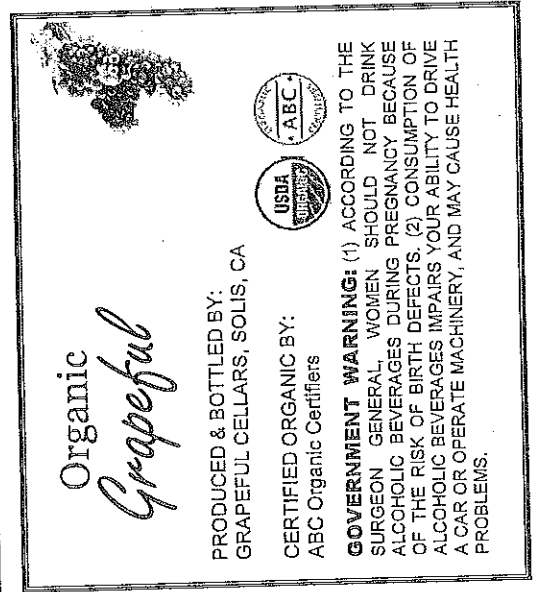 Organic
Grapeful
PRODUCED & BOTTLED BY:
GRAPEFUL CELLARS, SOLIS, CA
CERTIFIED ORGANIC BY:
ABC Organic Certifiers
USDA
ORGANIC
ABC
GOVERNMENT WARNING: (1) ACCORDING TO THE
SURGEON GENERAL, WOMEN SHOULD NOT DRINK
ALCOHOLIC BEVERAGES DURING PREGNANCY BECAUSE
OF THE RISK OF BIRTH DEFECTS. (2) CONSUMPTION OF
ALCOHOLIC BEVERAGES IMPAIRS YOUR ABILITY TO DRIVE
A CAR OR OPERATE MACHINERY, AND MAY CAUSE HEALTH
PROBLEMS.